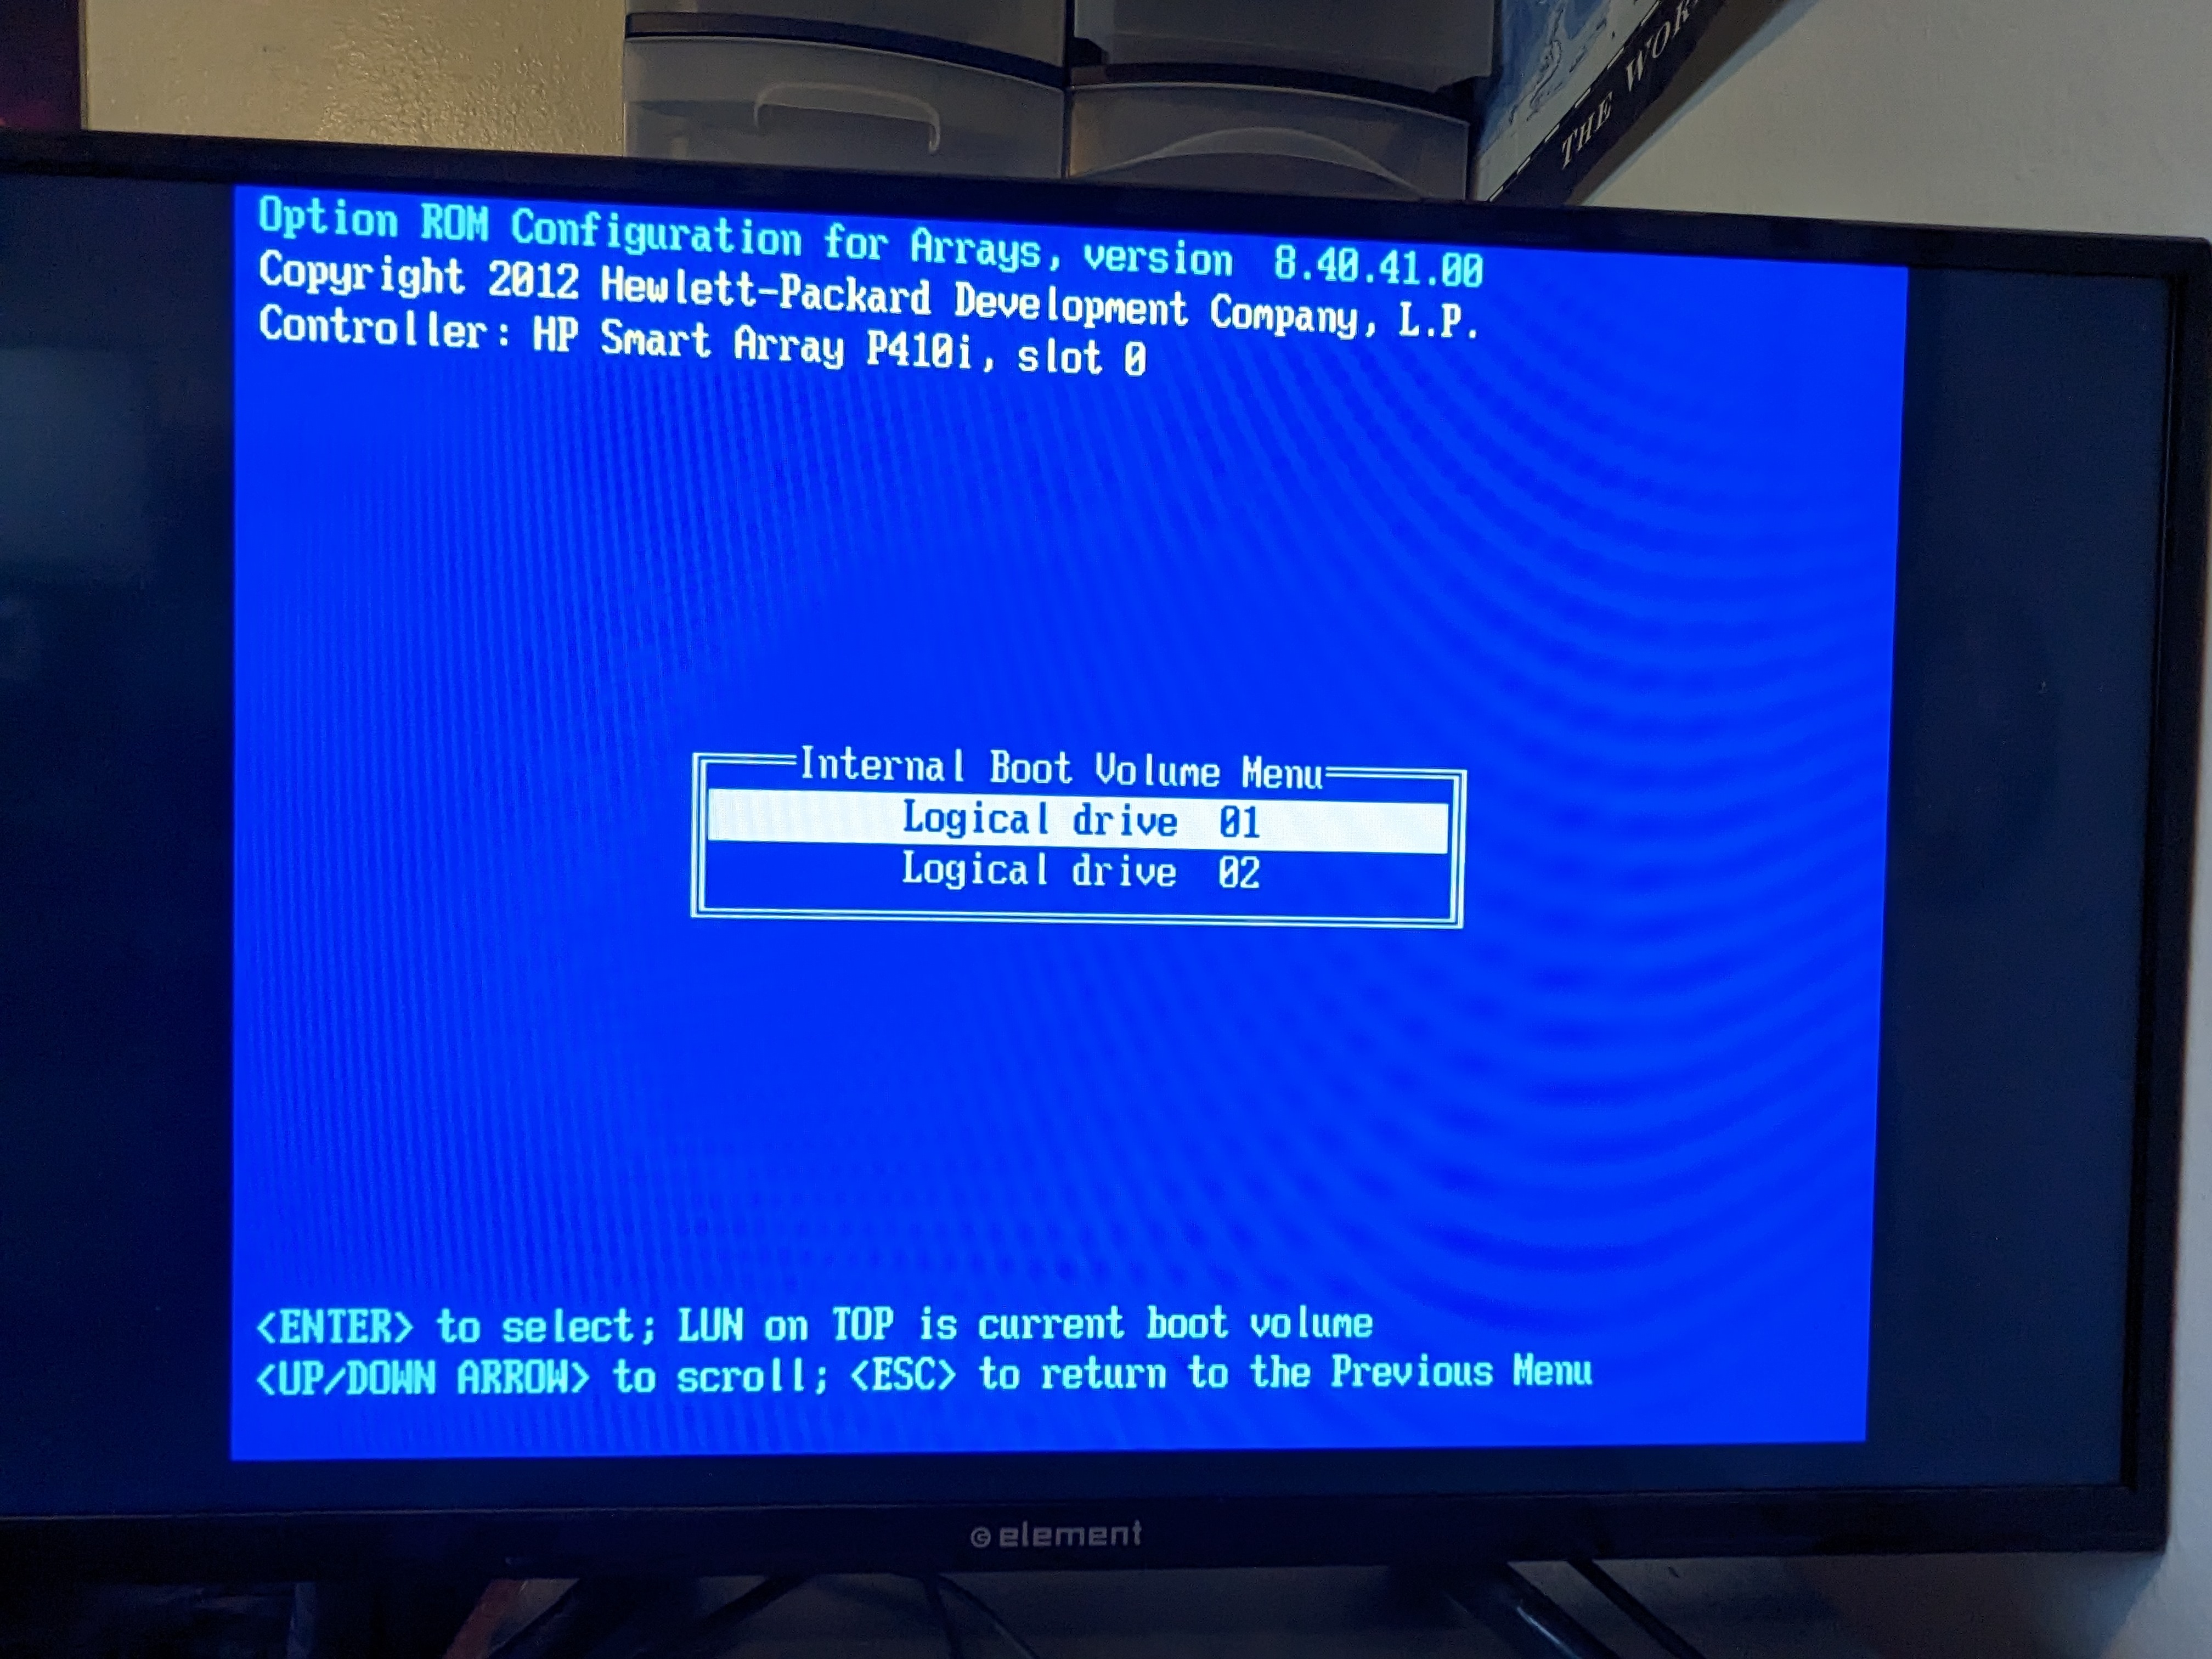 THE WOR
Option ROM Configuration for Arrays, version  8.40.41.00
Copyright 2012 Hewlett-Packard Development Company, L.P.
Controller: HP Smart Array P410i, slot 0
Internal Boot Volume Menu
Logical drive  01
Logical drive  02
<ENTER> to select; LUN on TOP is current boot volume
<UP/DOWN ARROW> to scroll; <ESC> to return to the Previous Menu
element